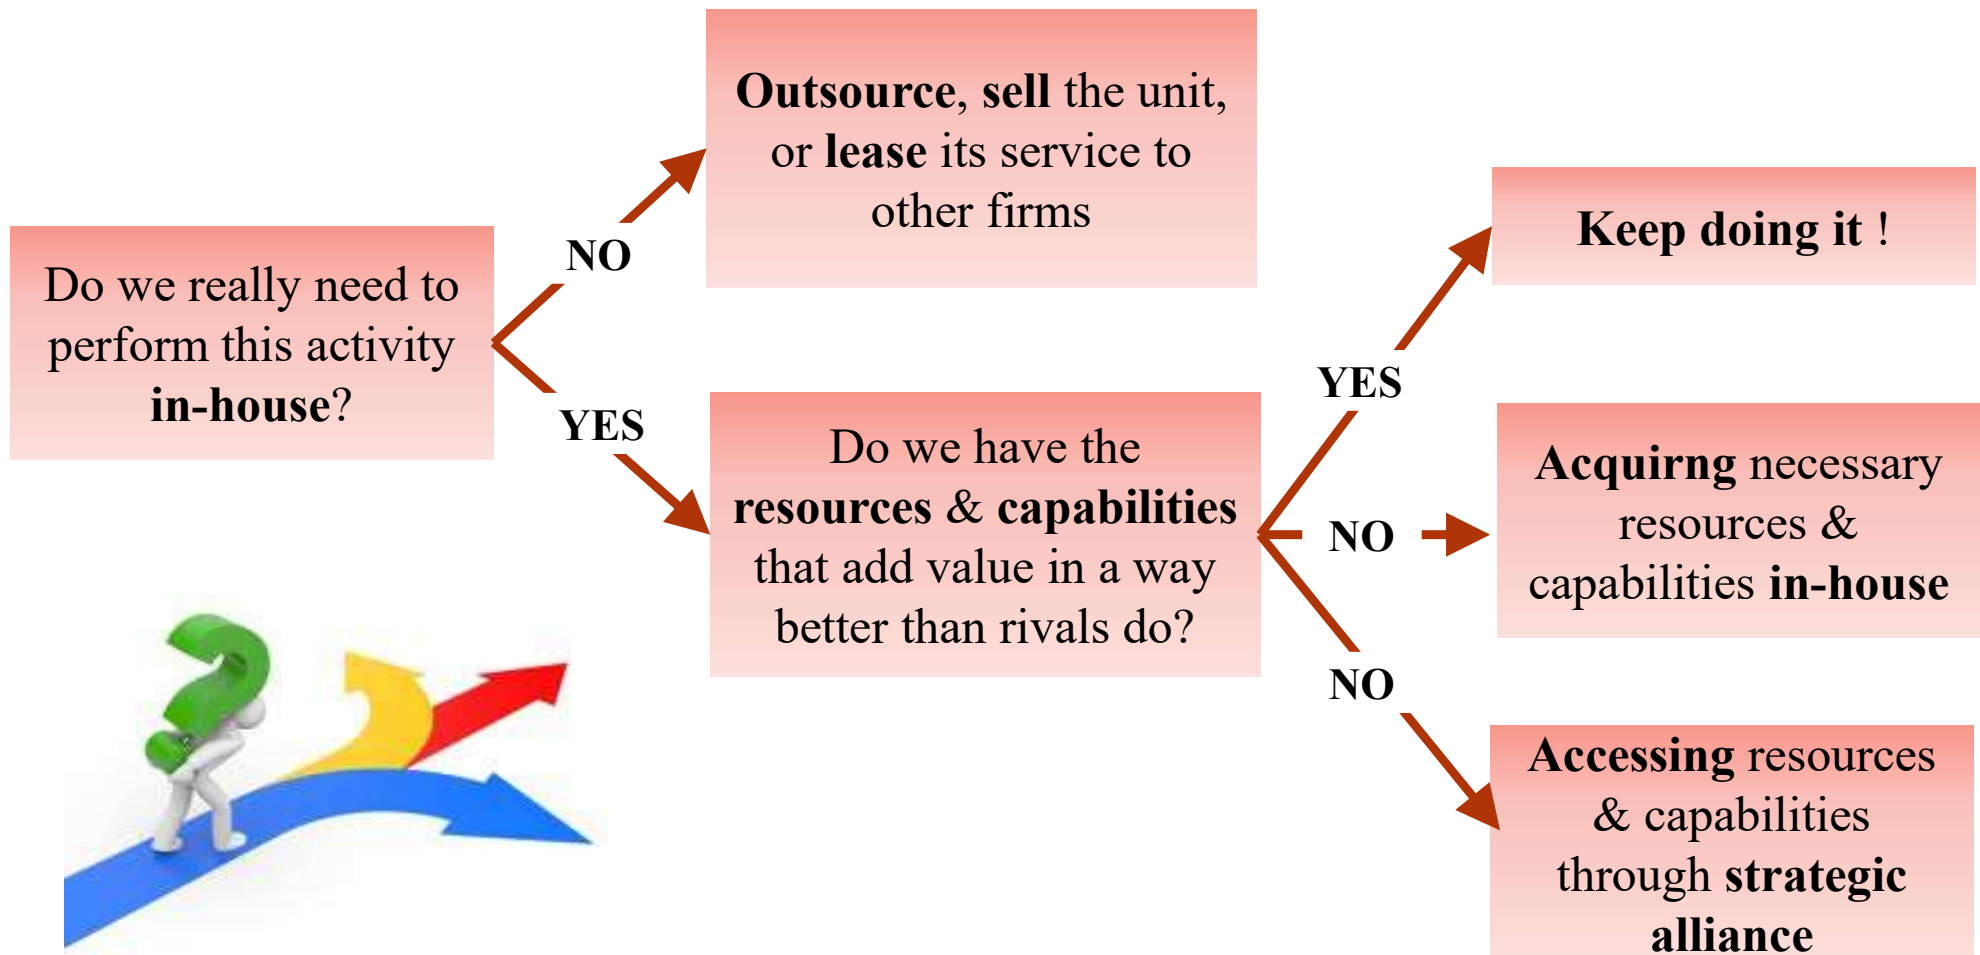 Do we really need to
perform this activity
in-house?
NO
Outsource, sell the unit,
or lease its service to
other firms
YES
Do we have the
resources & capabilities
that add value in a way
better than rivals do?
YES
Keep doing it !
NO
Acquirng necessary
resources &
capabilities in-house
NO
Accessing resources
& capabilities
through strategic
alliance